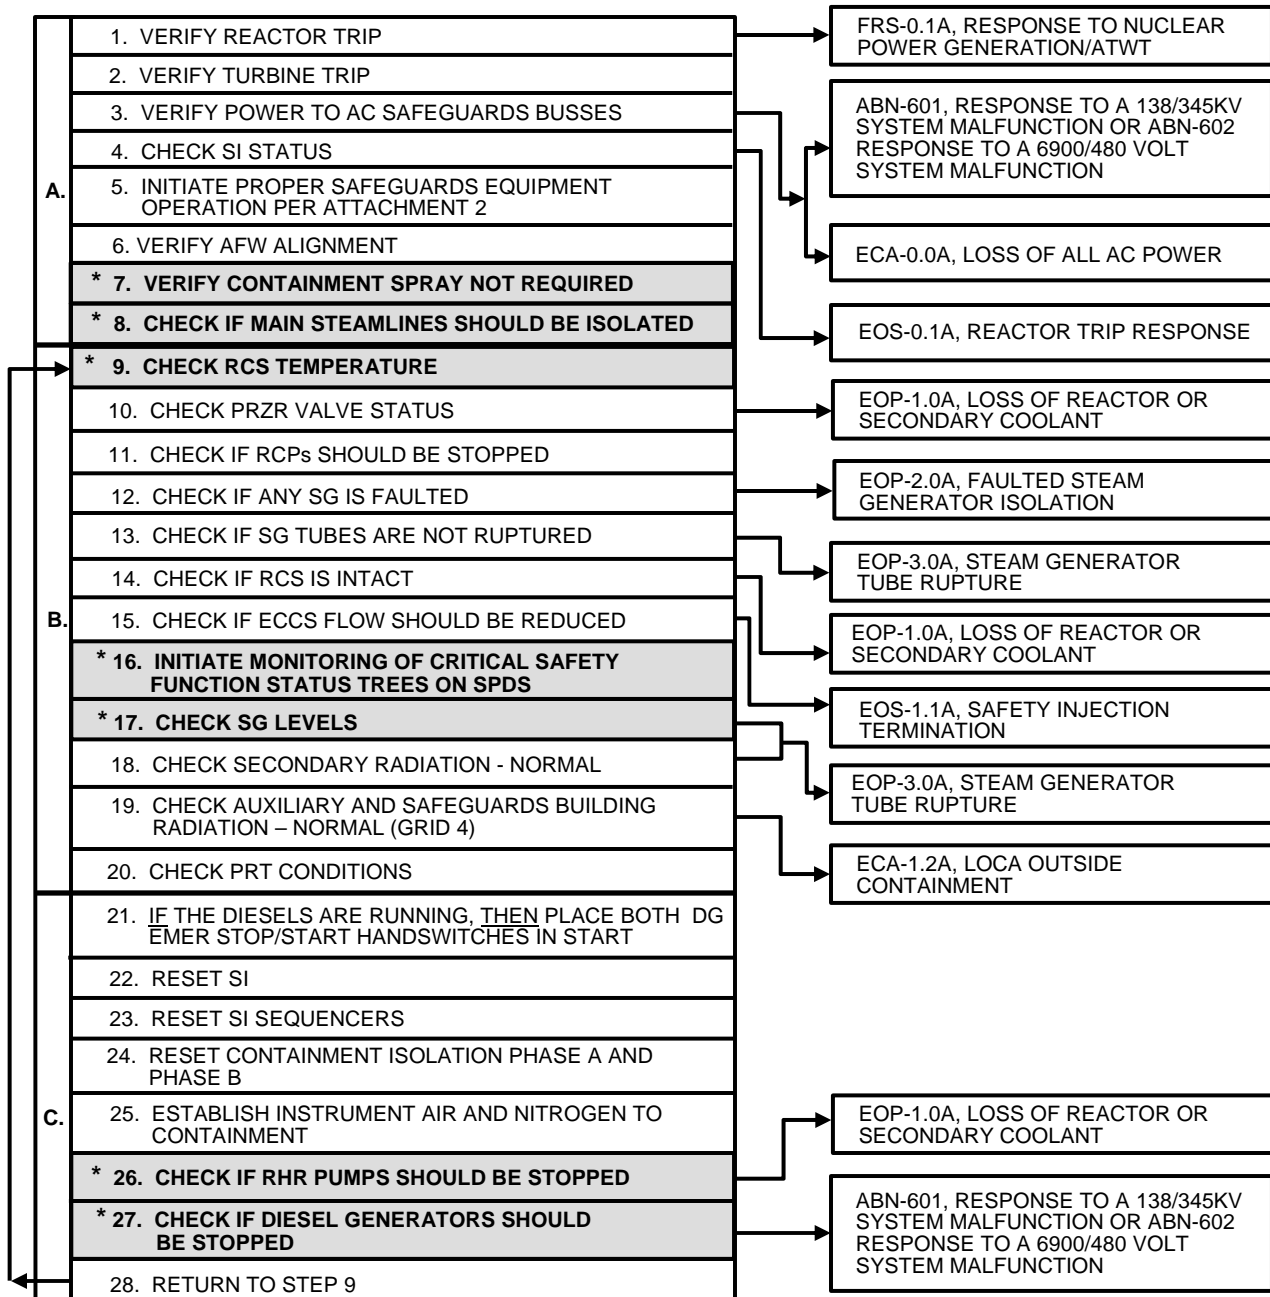 A.
1. VERIFY REACTOR TRIP
2. VERIFY TURBINE TRIP
3. VERIFY POWER TO AC SAFEGUARDS BUSSES
4. CHECK SI STATUS
5. INITIATE PROPER SAFEGUARDS EQUIPMENT
OPERATION PER ATTACHMENT 2
6. VERIFY AFW ALIGNMENT
* 7. VERIFY CONTAINMENT SPRAY NOT REQUIRED
* 8. CHECK IF MAIN STEAMLINES SHOULD BE ISOLATED
B.
* 9. CHECK RCS TEMPERATURE
10. CHECK PRZR VALVE STATUS
11. CHECK IF RCPs SHOULD BE STOPPED
12. CHECK IF ANY SG IS FAULTED
13. CHECK IF SG TUBES ARE NOT RUPTURED
14. CHECK IF RCS IS INTACT
15. CHECK IF ECCS FLOW SHOULD BE REDUCED
* 16. INITIATE MONITORING OF CRITICAL SAFETY
FUNCTION STATUS TREES ON SPDS
* 17. CHECK SG LEVELS
18. CHECK SECONDARY RADIATION - NORMAL
19. CHECK AUXILIARY AND SAFEGUARDS BUILDING
RADIATION – NORMAL (GRID 4)
20. CHECK PRT CONDITIONS
C.
21. IF THE DIESELS ARE RUNNING, THEN PLACE BOTH DG
EMER STOP/START HANDSWITCHES IN START
22. RESET SI
23. RESET SI SEQUENCERS
24. RESET CONTAINMENT ISOLATION PHASE A AND
PHASE B
25. ESTABLISH INSTRUMENT AIR AND NITROGEN TO
CONTAINMENT
* 26. CHECK IF RHR PUMPS SHOULD BE STOPPED
* 27. CHECK IF DIESEL GENERATORS SHOULD
BE STOPPED
28. RETURN TO STEP 9
FRS-0.1A, RESPONSE TO NUCLEAR
POWER GENERATION/ATWT
ABN-601, RESPONSE TO A 138/345KV
SYSTEM MALFUNCTION OR ABN-602
RESPONSE TO A 6900/480 VOLT
SYSTEM MALFUNCTION
ECA-0.0A, LOSS OF ALL AC POWER
EOS-0.1A, REACTOR TRIP RESPONSE
EOP-1.0A, LOSS OF REACTOR OR
SECONDARY COOLANT
EOP-2.0A, FAULTED STEAM
GENERATOR ISOLATION
EOP-3.0A, STEAM GENERATOR
TUBE RUPTURE
EOP-1.0A, LOSS OF REACTOR OR
SECONDARY COOLANT
EOS-1.1A, SAFETY INJECTION
TERMINATION
EOP-3.0A, STEAM GENERATOR
TUBE RUPTURE
ECA-1.2A, LOCA OUTSIDE
CONTAINMENT
EOP-1.0A, LOSS OF REACTOR OR
SECONDARY COOLANT
ABN-601, RESPONSE TO A 138/345KV
SYSTEM MALFUNCTION OR ABN-602
RESPONSE TO A 6900/480 VOLT
SYSTEM MALFUNCTION